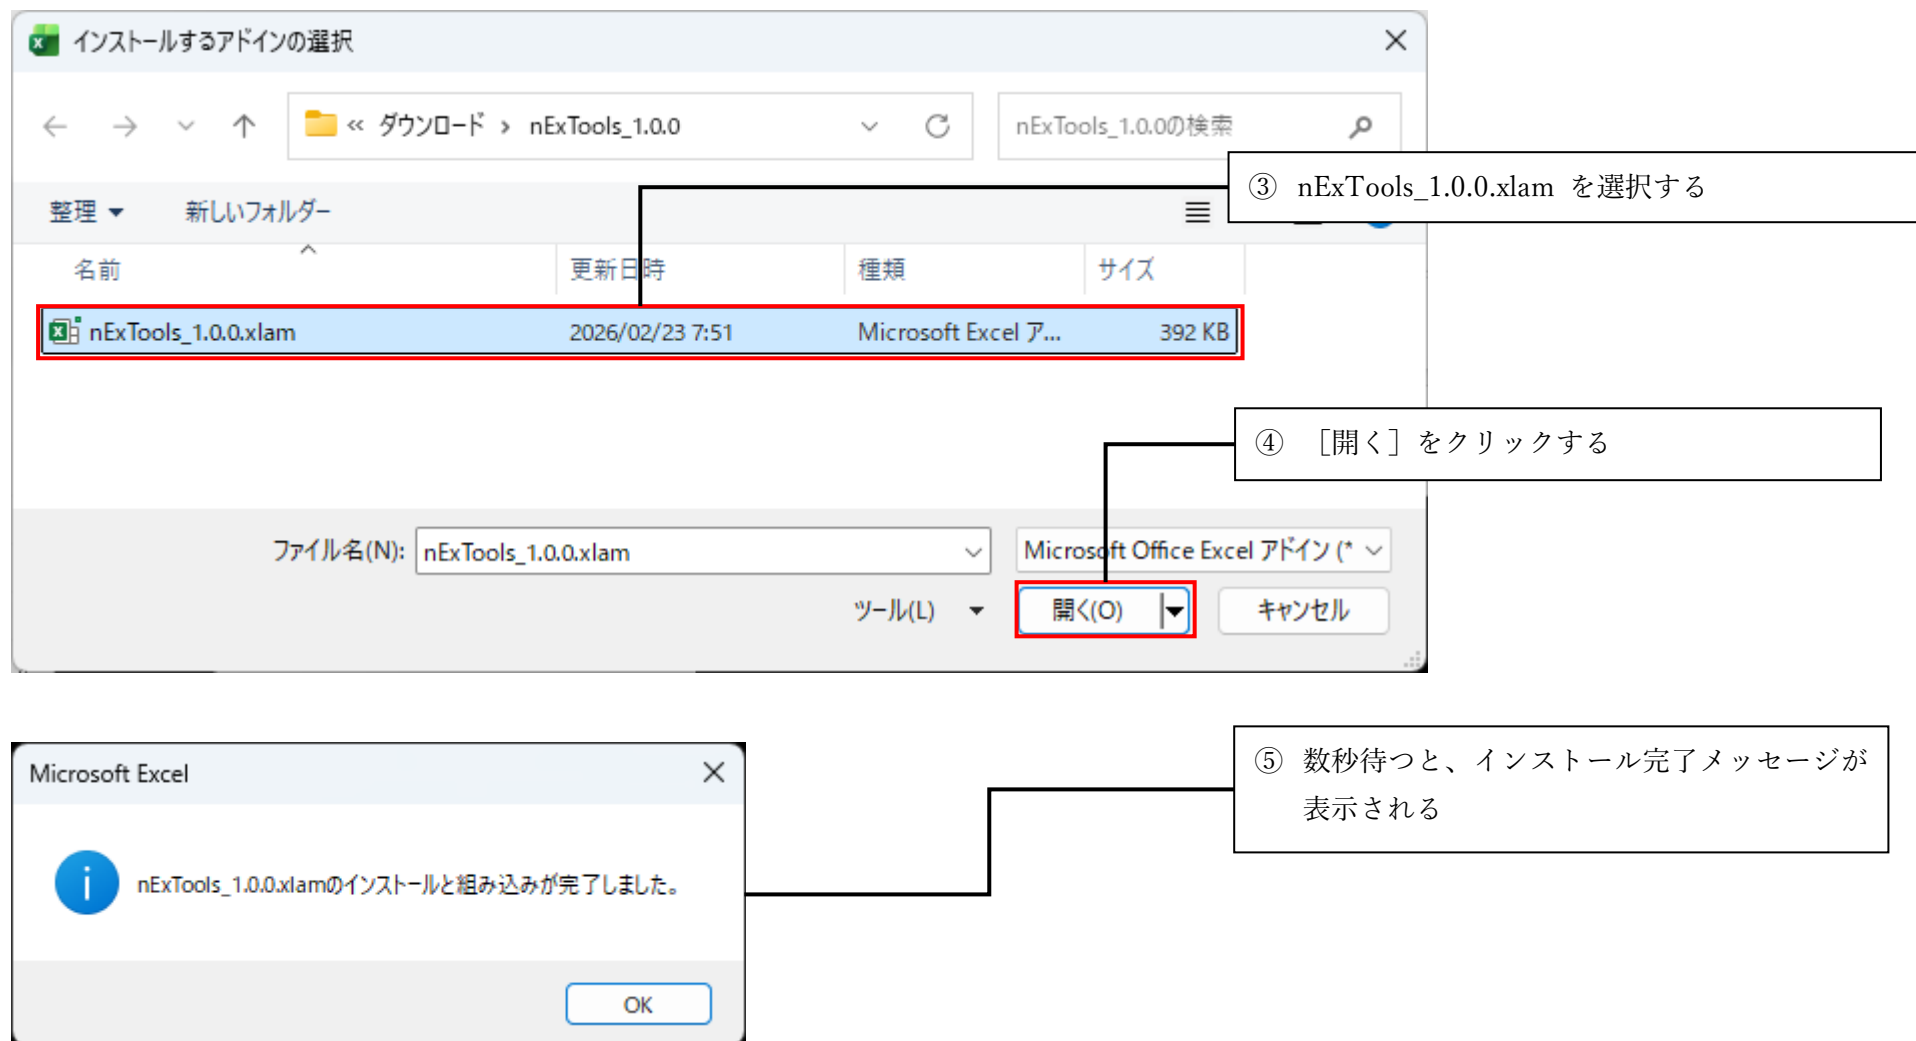 インストールするアドインの選択
« ダウンロード › nExTools_1.0.0
nExTools_1.0.0の検索
③ nExTools_1.0.0.xlam を選択する
整理 新しいフォルダー
名前 更新日時 種類 サイズ
nExTools_1.0.0.xlam 2026/02/23 7:51 Microsoft Excel ア... 392 KB
④ ［開く］をクリックする
ファイル名(N): nExTools_1.0.0.xlam Microsoft Office Excel アドイン (*
ツール(L) 開く(O) キャンセル
⑤ 数秒待つと、インストール完了メッセージが
表示される
Microsoft Excel
nExTools_1.0.0.xlamのインストールと組み込みが完了しました。
OK